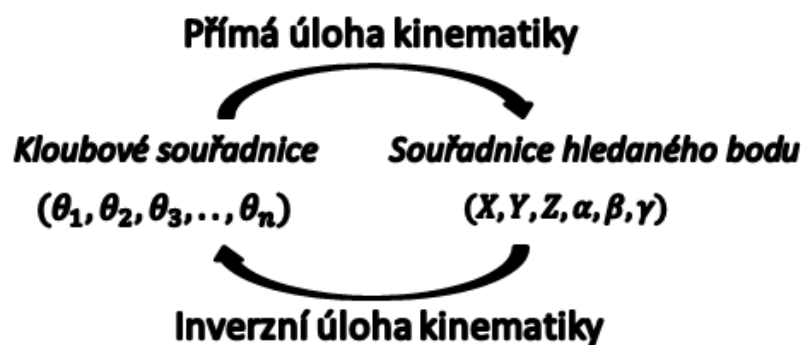 Přímá úloha kinematiky
Kloubové souřadnice Souřadnice hledaného bodu
(θ₁, θ₂, θ₃, . . , θₙ) (X, Y, Z, α, β, γ)
Inverzní úloha kinematiky